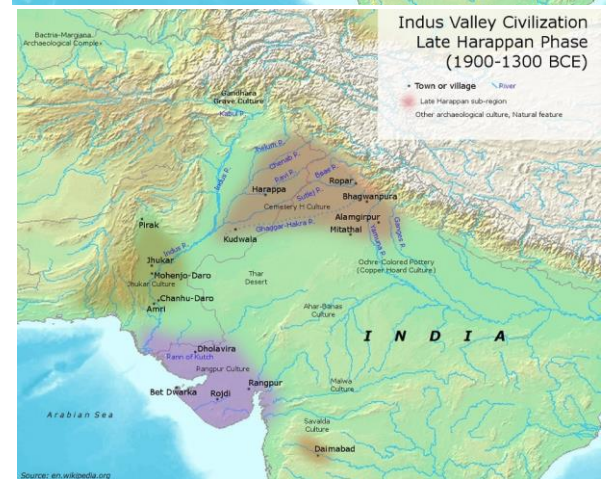 Indus Valley Civilization
Late Harappan Phase
(1900-1300 BCE)
Town or village
River
Late Harappan sub-region
Other archaeological culture, Natural feature
Bactria-Margiana
Archaeological Complex
Gandhara
Grave Culture
Kabul R.
Indus R.
Jhelum R.
Chenab R.
Ravi R.
Beas R.
Sutlej R.
Ropar
Harappa
Bhagwanpura
Cemetery H Culture
Alamgirpur
Mitathal
Ghaggar-Hakra R.
Kudwala
Yamuna R.
Ganges R.
Pirak
Indus R.
Jhukar
Mohenjo-Daro
Jhukar Culture
Chanhu-Daro
Amri
Thar
Desert
Ochre-Colored Pottery
(Copper Hoard Culture)
Ahar-Banas
Culture
I N D I A
Dholavira
Rann of Kutch
Rangpur Culture
Rangpur
Bet Dwarka
Rojdi
Malwa
Culture
Arabian Sea
Savalda
Culture
Daimabad
Source: en.wikipedia.org